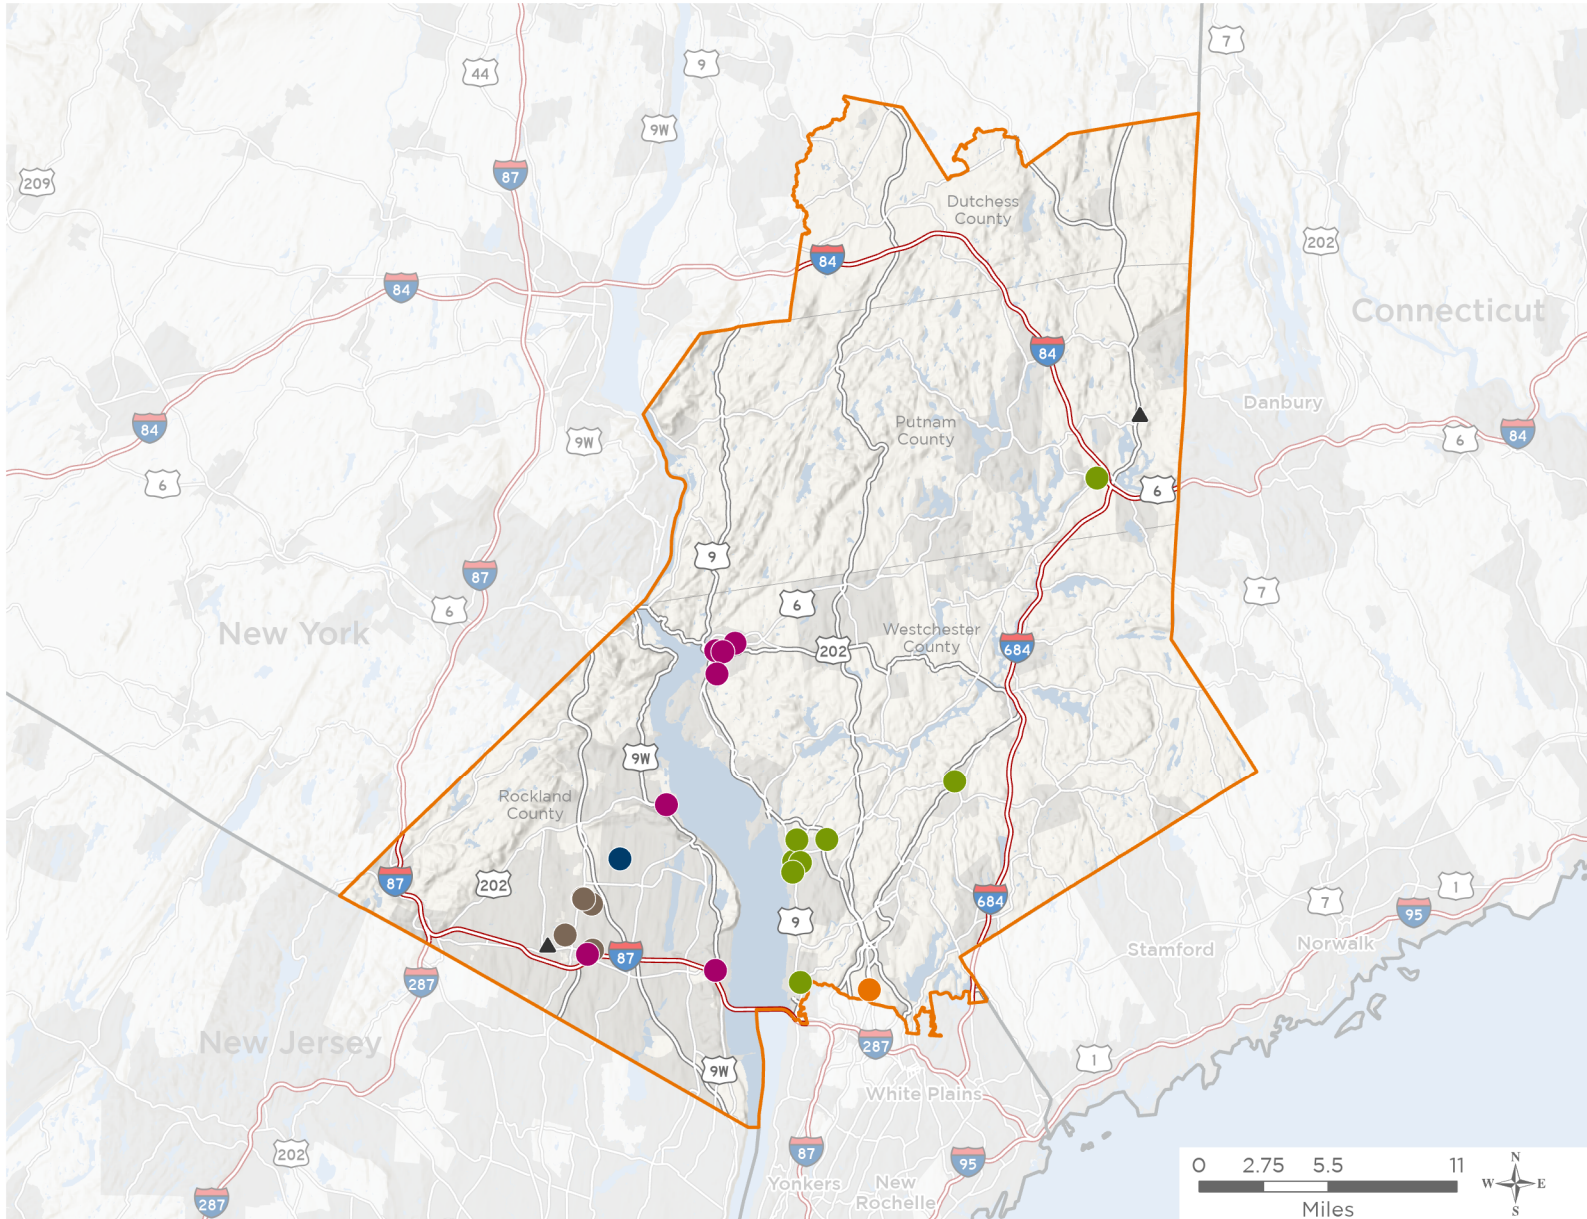 7
44
9
9W
209
87
Dutchess
County
202
84
84
Connecticut
84
Danbury
84
Putnam
County
9W
6
84
6
6
9
87
6
6
7
New York
Westchester
County
202
684
9W
Rockland
County
87
202
684
1
7
95
9
Stamford
Norwalk
87
287
New Jersey
287
1
9W
White Plains
202
87
95
Yonkers
New
Rochelle
287
0 2.75 5.5 11
Miles
N
W E
S